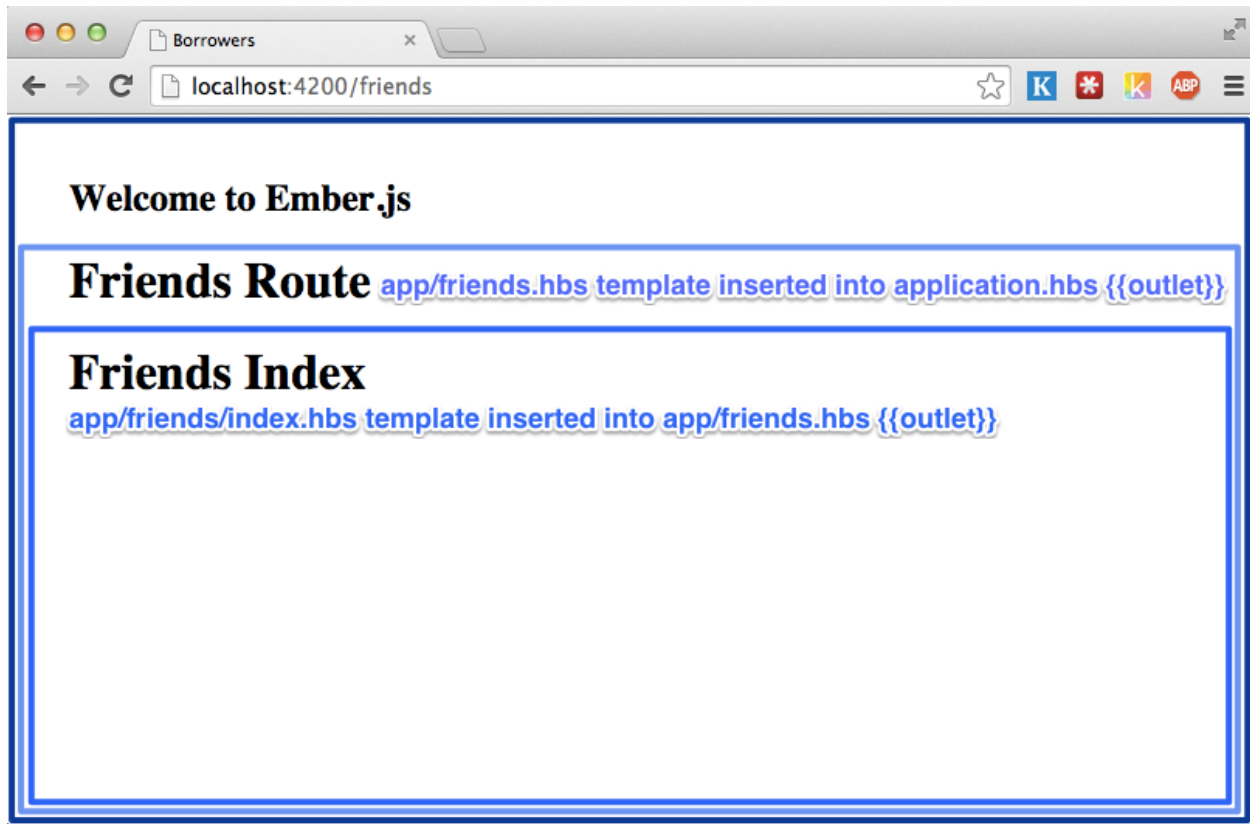 Borrowers
localhost:4200/friends
K
k
ABP
Welcome to Ember.js
Friends Route app/friends.hbs template inserted into application.hbs {{outlet}}
Friends Index
app/friends/index.hbs template inserted into app/friends.hbs {{outlet}}